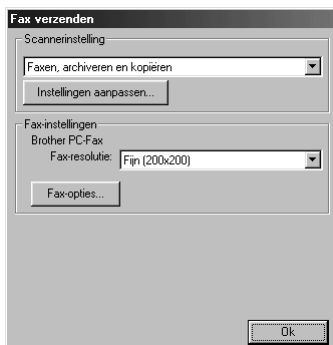 Fax verzenden
Scannerinstelling
Faxen, archiveren en kopiëren
Instellingen aanpassen...
Fax-instellingen
Brother PC-Fax
Fax-resolutie: Fijn (200x200)
Fax-opties...
Ok